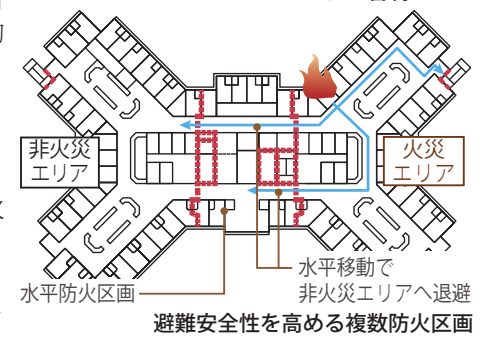 非火災
エリア
火災
エリア
水平移動で
水平防火区画
非火災エリアへ退避
避難安全性を高める複数防火区画